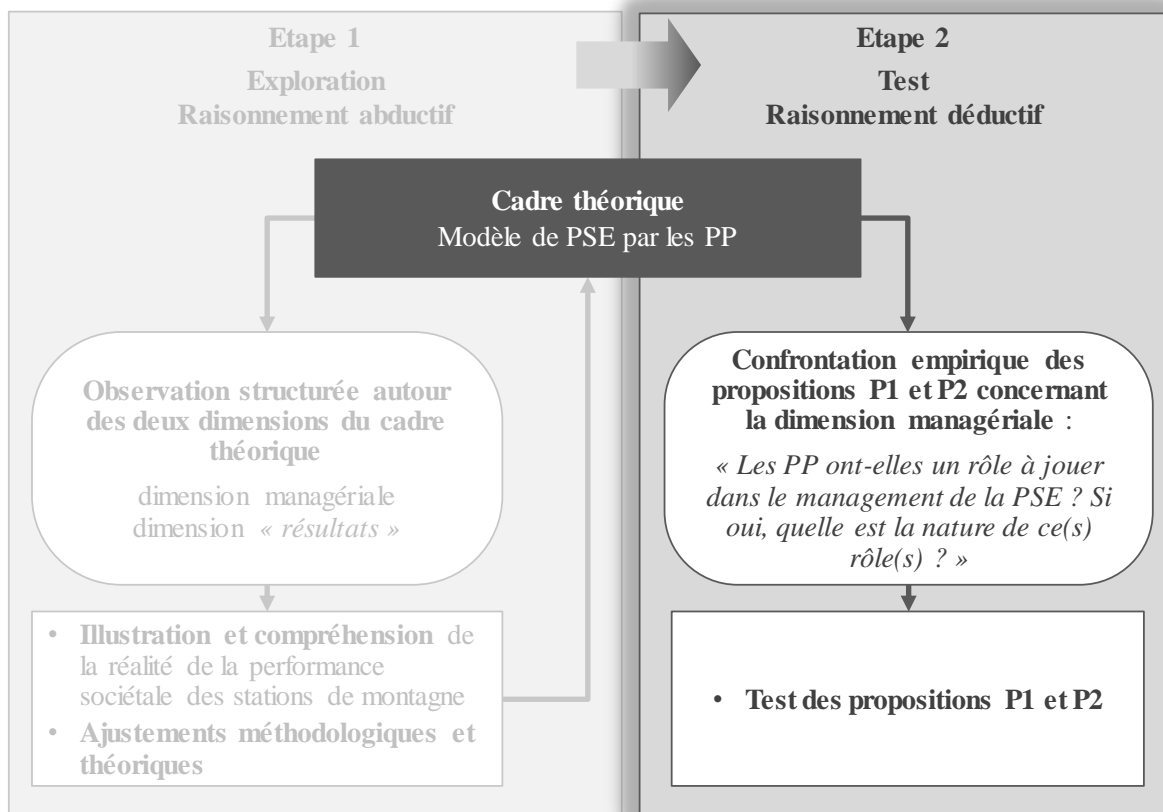 Etape 1
Exploration
Raisonnement abductif
Etape 2
Test
Raisonnement déductif
Cadre théorique
Modèle de PSE par les PP
Observation structurée autour
des deux dimensions du cadre
théorique
dimension managériale
dimension « résultats »
• Illustration et compréhension de
la réalité de la performance
sociétale des stations de montagne
• Ajustements méthodologiques et
théoriques
Confrontation empirique des
propositions P1 et P2 concernant
la dimension managériale :
« Les PP ont-elles un rôle à jouer
dans le management de la PSE ? Si
oui, quelle est la nature de ce(s)
rôle(s) ? »
• Test des propositions P1 et P2